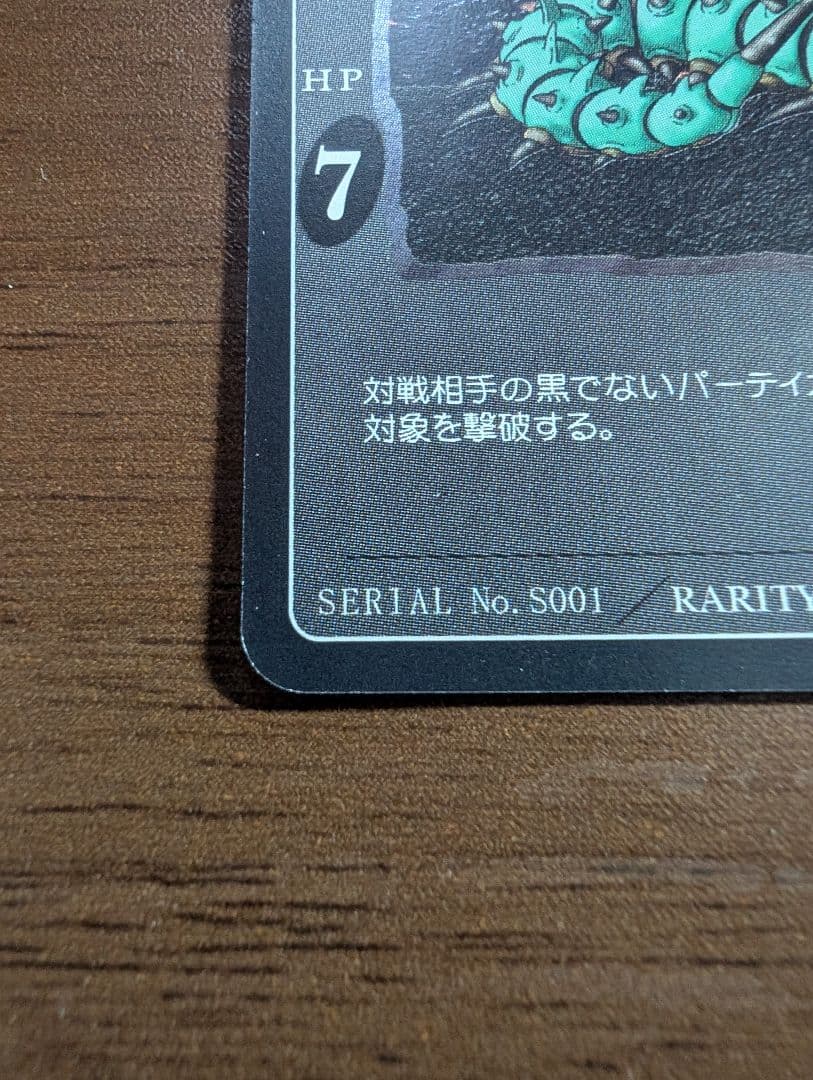 HP
7
対戦相手の黒でないパーティ
対象を撃破する。
SERIAL No.S001 / RARITY